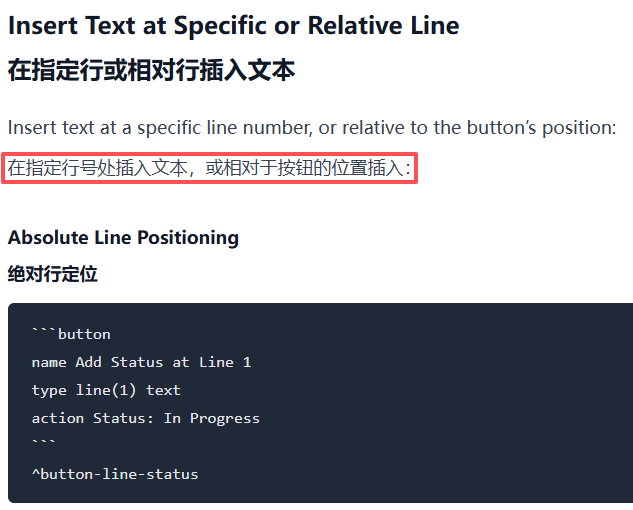 Insert Text at Specific or Relative Line
在指定行或相对行插入文本
Insert text at a specific line number, or relative to the button’s position:
在指定行号处插入文本，或相对于按钮的位置插入：
Absolute Line Positioning
绝对行定位
```button
name Add Status at Line 1
type line(1) text
action Status: In Progress
```
^button-line-status